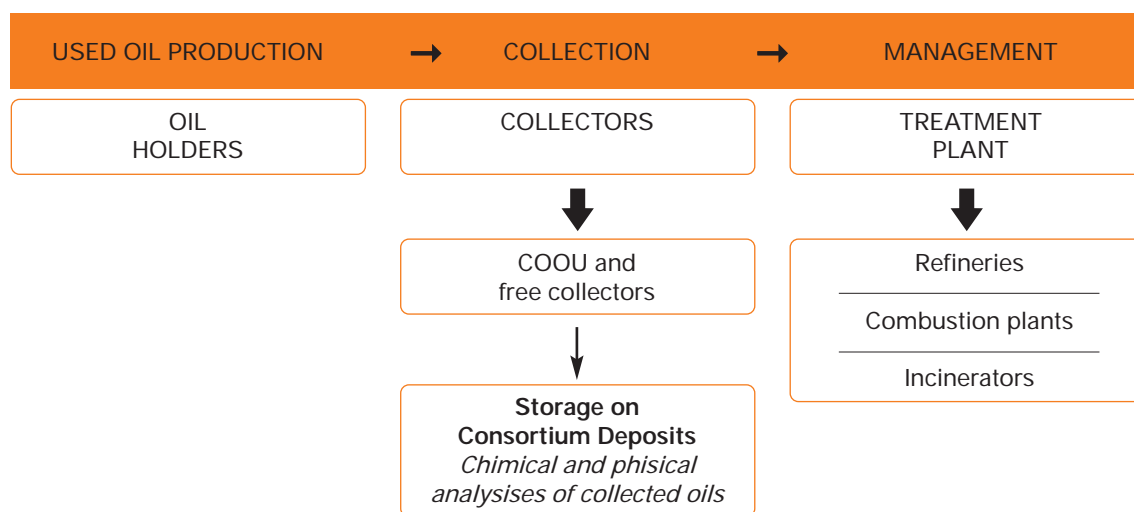 USED OIL PRODUCTION → COLLECTION → MANAGEMENT
OIL
HOLDERS
COLLECTORS
TREATMENT
PLANT
COOU and
free collectors
Refineries
Combustion plants
Incinerators
Storage on
Consortium Deposits
Chimical and phisical
analysises of collected oils